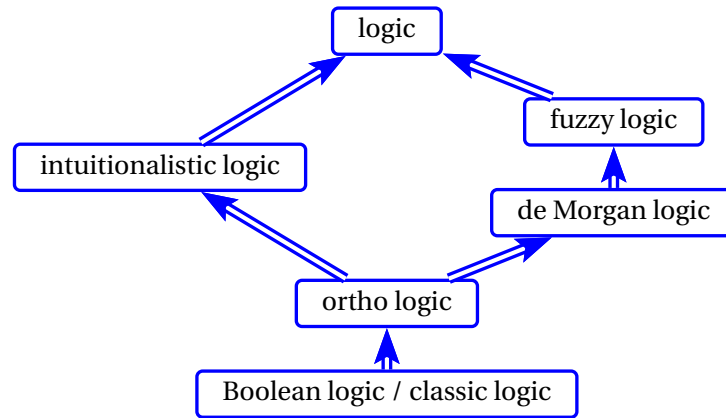 logic
fuzzy logic
intuitionalistic logic
de Morgan logic
ortho logic
Boolean logic / classic logic